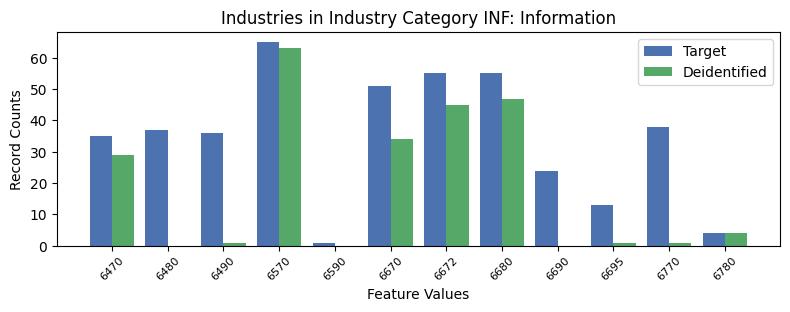 Industries in Industry Category INF: Information
Target
Deidentified
Record Counts
60
50
40
30
20
10
0
6470 6480 6490 6570 6590 6670 6672 6680 6690 6695 6770 6780
Feature Values